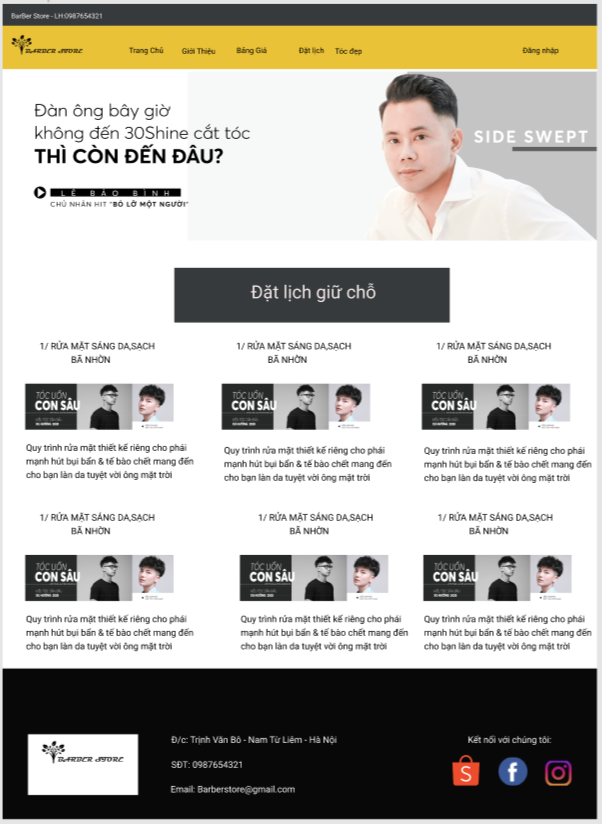 BarBer Store - LH:0987654321
BARBER STORE
Trang Chủ
Giới Thiệu
Bảng Giá
Đặt lịch
Tóc đẹp
Đăng nhập
Đàn ông bây giờ
không đến 30Shine cắt tóc
THÌ CÒN ĐẾN ĐÂU?
LÊ BẢO BÌNH
CHỦ NHÂN HIT "BỎ LỠ MỘT NGƯỜI"
SIDE SWEPT
Đặt lịch giữ chỗ
1/ RỬA MẶT SÁNG DA,SẠCH
BÃ NHỜN
TÓC UỐN
CON SÂU
Quy trình rửa mặt thiết kế riêng cho phái
mạnh hút bụi bẩn & tế bào chết mang đến
cho bạn làn da tuyệt vời ông mặt trời
1/ RỬA MẶT SÁNG DA,SẠCH
BÃ NHỜN
TÓC UỐN
CON SÂU
Quy trình rửa mặt thiết kế riêng cho phái
mạnh hút bụi bẩn & tế bào chết mang đến
cho bạn làn da tuyệt vời ông mặt trời
1/ RỬA MẶT SÁNG DA,SẠCH
BÃ NHỜN
TÓC UỐN
CON SÂU
Quy trình rửa mặt thiết kế riêng cho phái
mạnh hút bụi bẩn & tế bào chết mang đến
cho bạn làn da tuyệt vời ông mặt trời
1/ RỬA MẶT SÁNG DA,SẠCH
BÃ NHỜN
TÓC UỐN
CON SÂU
Quy trình rửa mặt thiết kế riêng cho phái
mạnh hút bụi bẩn & tế bào chết mang đến
cho bạn làn da tuyệt vời ông mặt trời
1/ RỬA MẶT SÁNG DA,SẠCH
BÃ NHỜN
TÓC UỐN
CON SÂU
Quy trình rửa mặt thiết kế riêng cho phái
mạnh hút bụi bẩn & tế bào chết mang đến
cho bạn làn da tuyệt vời ông mặt trời
1/ RỬA MẶT SÁNG DA,SẠCH
BÃ NHỜN
TÓC UỐN
CON SÂU
Quy trình rửa mặt thiết kế riêng cho phái
mạnh hút bụi bẩn & tế bào chết mang đến
cho bạn làn da tuyệt vời ông mặt trời
BARBER STORE
Đ/c: Trịnh Văn Bô - Nam Từ Liêm - Hà Nội
SĐT: 0987654321
Email: Barberstore@gmail.com
Kết nối với chúng tôi: